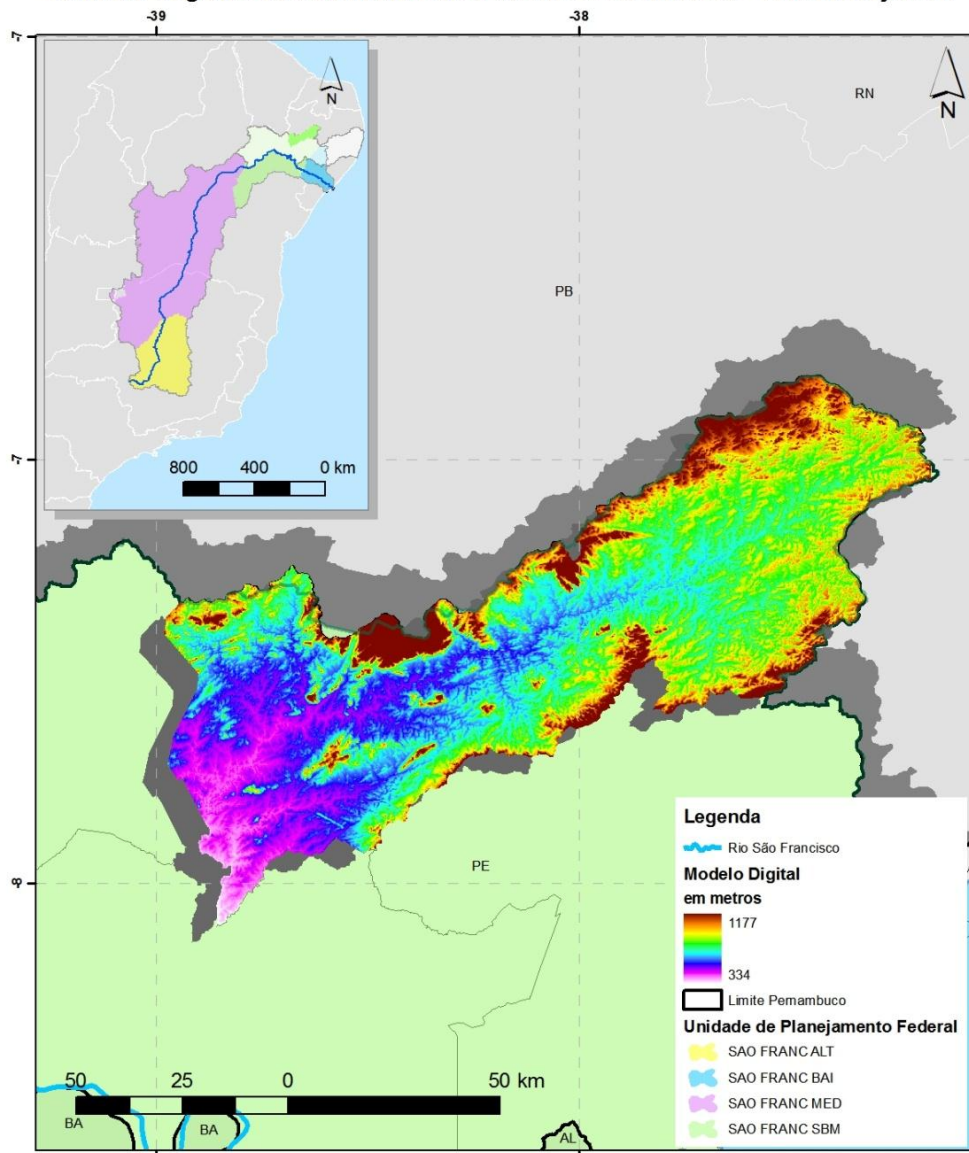 -39 -38
-7
N
RN
N
PB
800 400 0 km
-7
PE
-8
Legenda
Rio São Francisco
Modelo Digital
em metros
1177
334
Limite Pernambuco
Unidade de Planejamento Federal
SAO FRANC ALT
SAO FRANC BAI
SAO FRANC MED
SAO FRANC SBM
50 25 0 50 km
BA
BA
AL